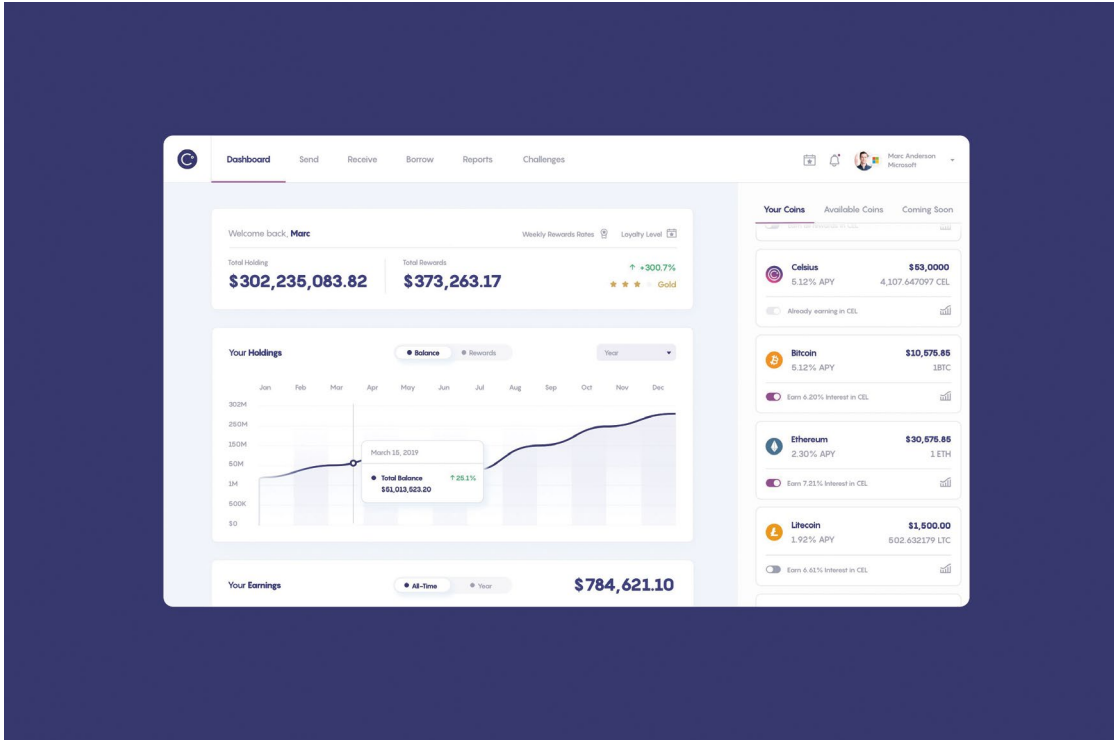 Dashboard Send Receive Borrow Reports Challenges
Marc Anderson
Microsoft
Welcome back, Marc
Weekly Rewards Rates
Loyalty Level
Total Holding
$302,235,083.82
Total Rewards
$373,263.17
↑ +300.7%
Gold
Your Holdings
Balance
Rewards
Year
Jan Feb Mar Apr May Jun Jul Aug Sep Oct Nov Dec
302M
250M
150M
50M
1M
500K
$0
March 15, 2019
Total Balance ↑ 25.1%
$51,013,523.20
Your Earnings
All-Time
Year
$784,621.10
Your Coins Available Coins Coming Soon
Celsius $53,0000
5.12% APY 4,107.647097 CEL
Already earning in CEL
Bitcoin $10,575.85
5.12% APY 1BTC
Earn 6.20% Interest in CEL
Ethereum $30,575.85
2.30% APY 1 ETH
Earn 7.21% Interest in CEL
Litecoin $1,500.00
1.92% APY 502.632179 LTC
Earn 6.61% Interest in CEL